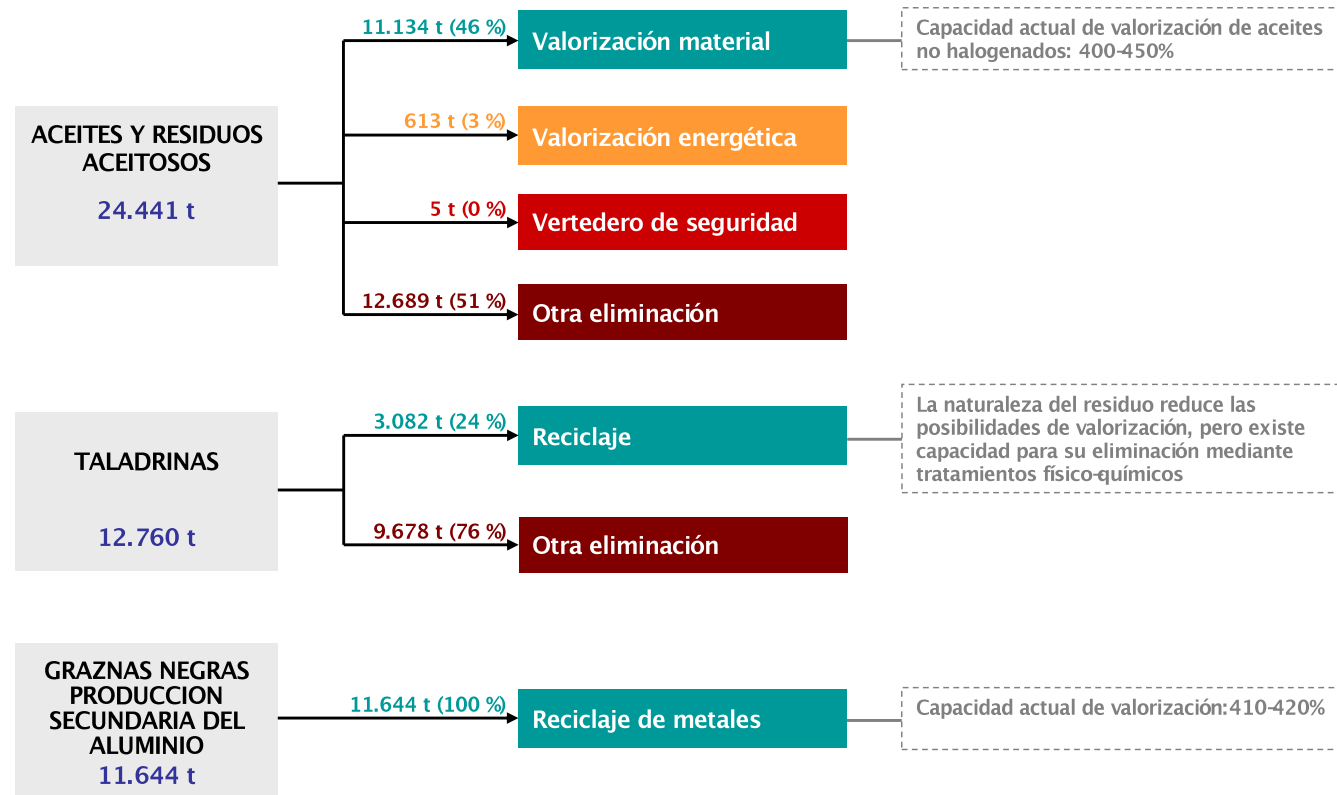 11.134 t (46 %)
Valorización material
Capacidad actual de valorización de aceites
no halogenados: 400-450%
ACEITES Y RESIDUOS
ACEITOSOS
24.441 t
613 t (3 %)
Valorización energética
5 t (0 %)
Vertedero de seguridad
12.689 t (51 %)
Otra eliminación
TALADRINAS
12.760 t
3.082 t (24 %)
Reciclaje
La naturaleza del residuo reduce las
posibilidades de valorización, pero existe
capacidad para su eliminación mediante
tratamientos físico-químicos
9.678 t (76 %)
Otra eliminación
GRAZNAS NEGRAS
PRODUCCION
SECUNDARIA DEL
ALUMINIO
11.644 t
11.644 t (100 %)
Reciclaje de metales
Capacidad actual de valorización:410-420%